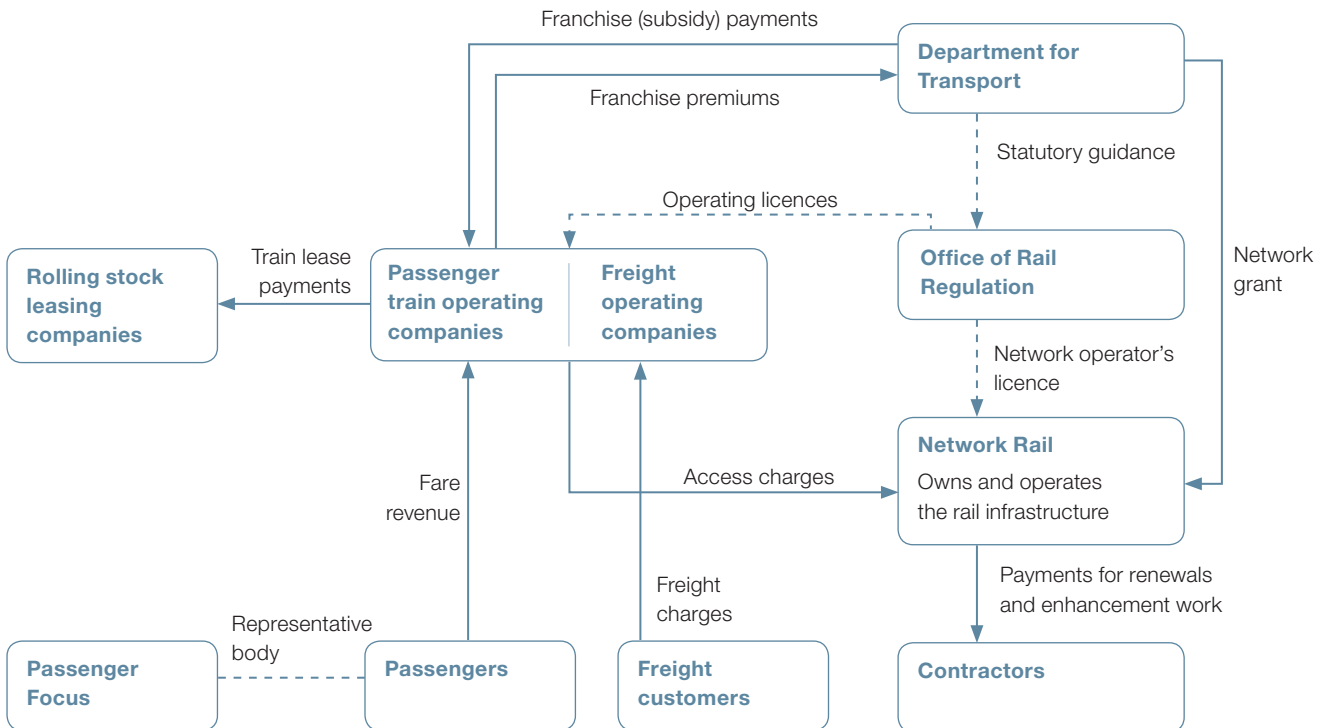 Franchise (subsidy) payments
Department for
Transport
Franchise premiums
Statutory guidance
Operating licences
Rolling stock
leasing
companies
Train lease
payments
Passenger
train operating
companies
Freight
operating
companies
Office of Rail
Regulation
Network
grant
Network operator’s
licence
Network Rail
Owns and operates
the rail infrastructure
Access charges
Fare
revenue
Freight
charges
Payments for renewals
and enhancement work
Representative
body
Passenger
Focus
Passengers
Freight
customers
Contractors